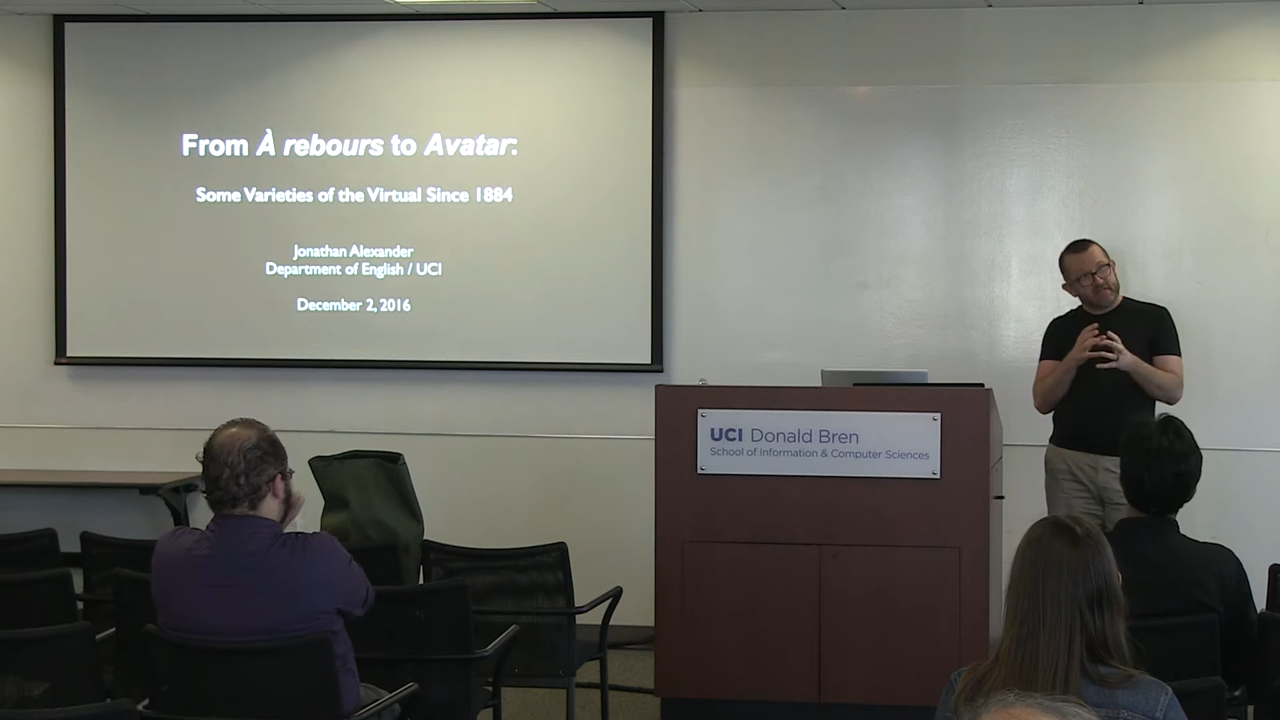 From À rebours to Avatar:
Some Varieties of the Virtual Since 1884
Jonathan Alexander
Department of English / UCI
December 2, 2016
UCI Donald Bren
School of Information & Computer Sciences